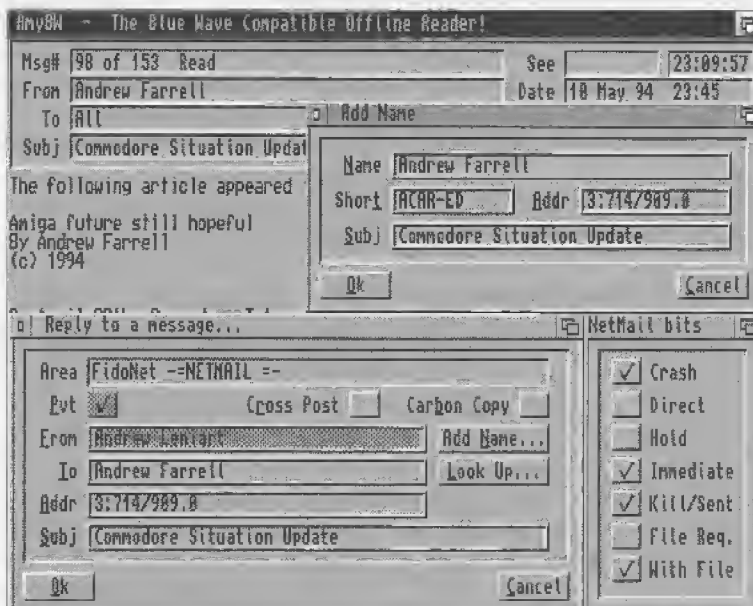 AmyBW - The Blue Wave Compatible Offline Reader!
Msg# 98 of 153 Read See 23:09:57
From Andrew Farrell Date 10 May 94 23:45
To All
Subj Commodore Situation Updat
Add Name
Name Andrew Farrell
Short ACAR-ED Addr 3:714/909.0
Subj Commodore Situation Update
Ok Cancel
The following article appeared
Amiga future still hopeful
By Andrew Farrell
(c) 1994
Reply to a message...
Area FidoNet -=NETMAIL =-
Pvt Cross Post Carbon Copy
From Andrew Leniart Add Name...
To Andrew Farrell Look Up...
Addr 3:714/909.0
Subj Commodore Situation Update
Ok Cancel
NetMail bits
Crash
Direct
Hold
Immediate
Kill/Sent
File Req.
With File